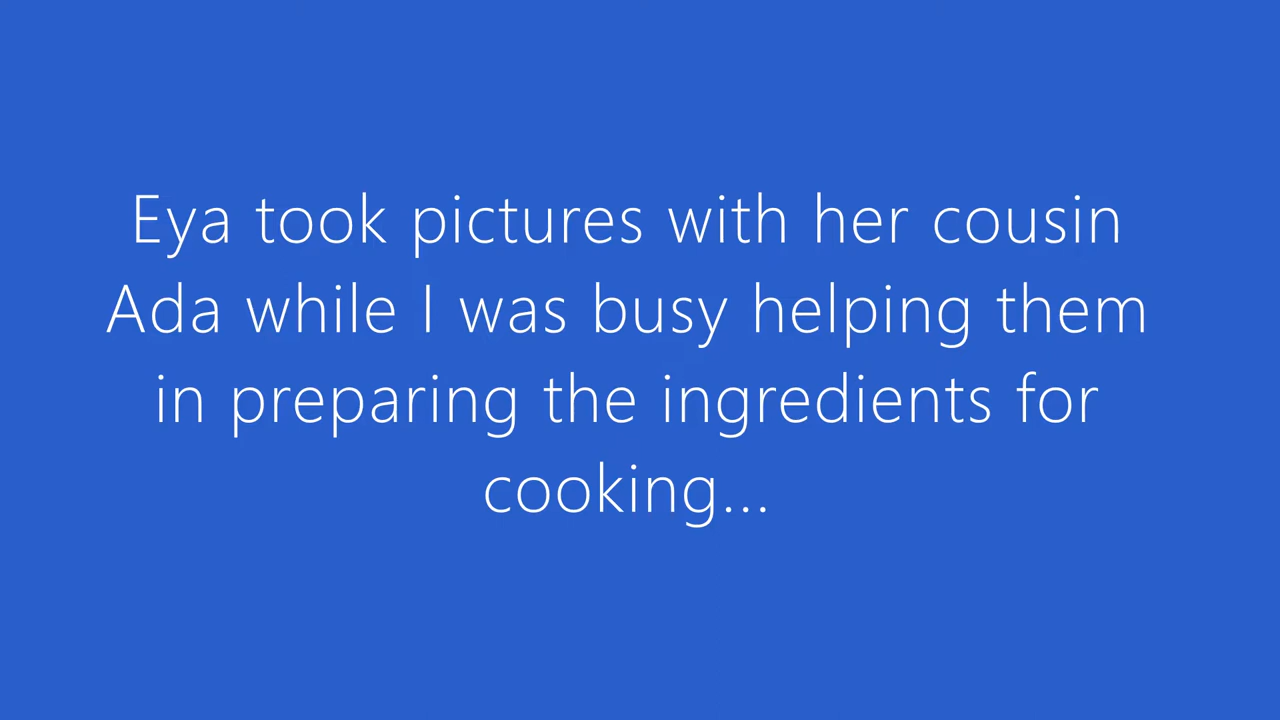 Eya took pictures with her cousin
Ada while I was busy helping them
in preparing the ingredients for
cooking...